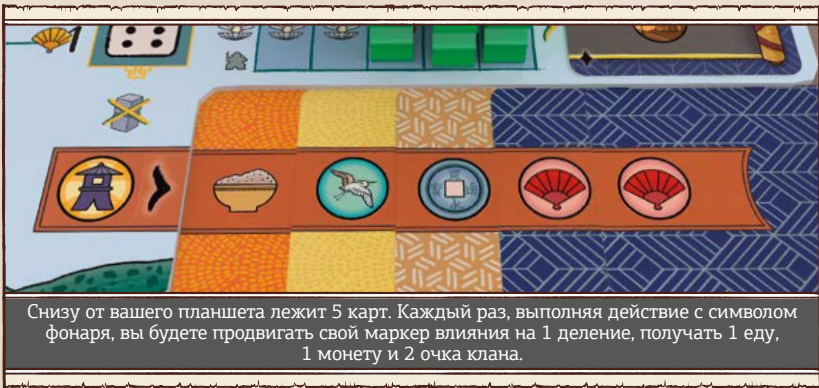 Снизу от вашего планшета лежит 5 карт. Каждый раз, выполняя действие с символом
фонаря, вы будете продвигать свой маркер влияния на 1 деление, получать 1 еду,
1 монету и 2 очка клана.